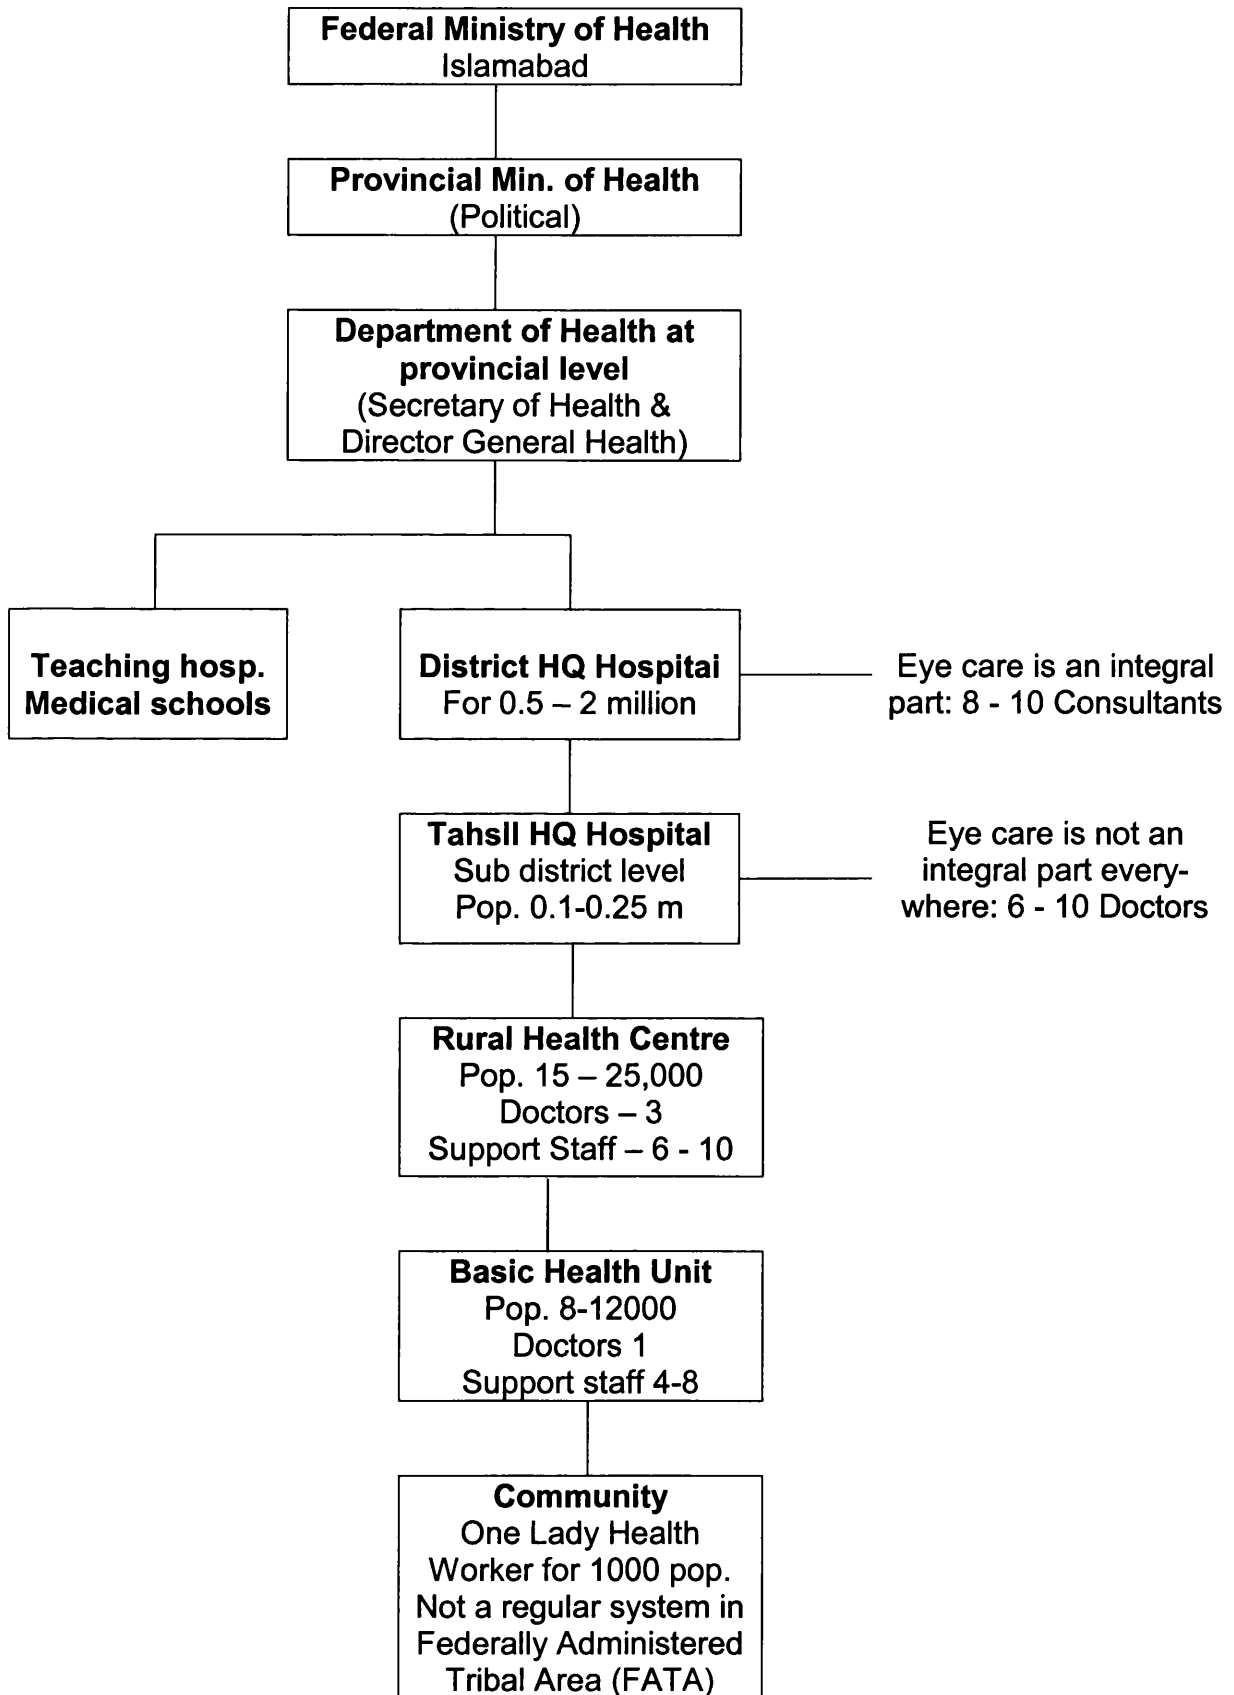 Federal Ministry of Health
Islamabad
Provincial Min. of Health
(Political)
Department of Health at
provincial level
(Secretary of Health &
Director General Health)
Teaching hosp.
Medical schools
District HQ Hospitai
For 0.5 – 2 million
Eye care is an integral
part: 8 - 10 Consultants
Tahsll HQ Hospital
Sub district level
Pop. 0.1-0.25 m
Eye care is not an
integral part every-
where: 6 - 10 Doctors
Rural Health Centre
Pop. 15 – 25,000
Doctors – 3
Support Staff – 6 - 10
Basic Health Unit
Pop. 8-12000
Doctors 1
Support staff 4-8
Community
One Lady Health
Worker for 1000 pop.
Not a regular system in
Federally Administered
Tribal Area (FATA)